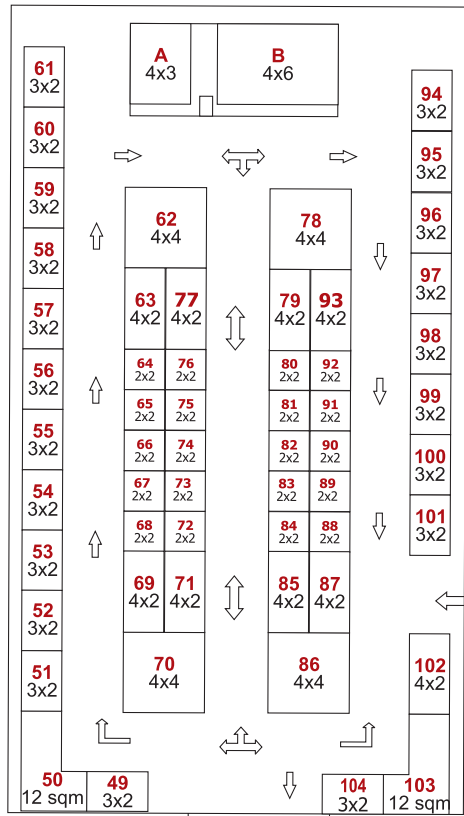 A
4x3
B
4x6
61
3x2
60
3x2
59
3x2
58
3x2
57
3x2
56
3x2
55
3x2
54
3x2
53
3x2
52
3x2
51
3x2
50
12 sqm
49
3x2
62
4x4
63
4x2
77
4x2
64
2x2
76
2x2
65
2x2
75
2x2
66
2x2
74
2x2
67
2x2
73
2x2
68
2x2
72
2x2
69
4x2
71
4x2
70
4x4
78
4x4
79
4x2
93
4x2
80
2x2
92
2x2
81
2x2
91
2x2
82
2x2
90
2x2
83
2x2
89
2x2
84
2x2
88
2x2
85
4x2
87
4x2
86
4x4
94
3x2
95
3x2
96
3x2
97
3x2
98
3x2
99
3x2
100
3x2
101
3x2
102
4x2
104
3x2
103
12 sqm